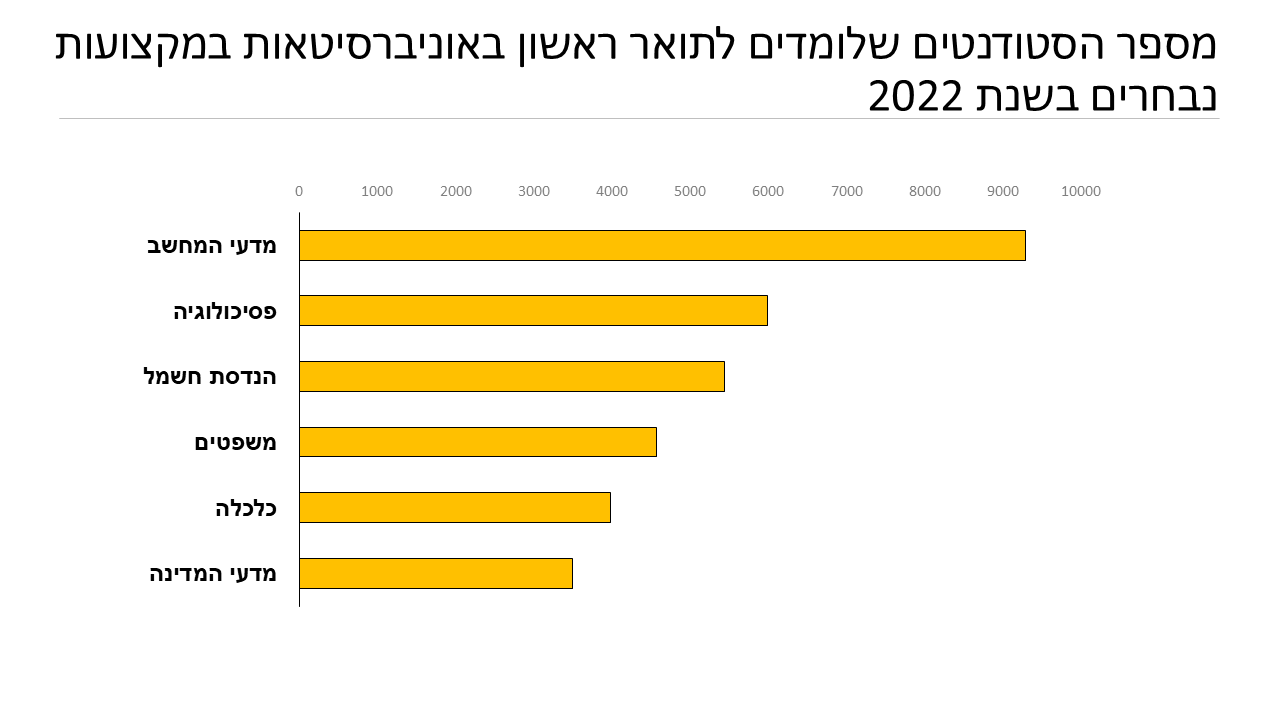 מספר הסטודנטים שלומדים לתואר ראשון באוניברסיטאות במקצועות
נבחרים בשנת 2022
0 1000 2000 3000 4000 5000 6000 7000 8000 9000 10000
מדעי המחשב
פסיכולוגיה
הנדסת חשמל
משפטים
כלכלה
מדעי המדינה